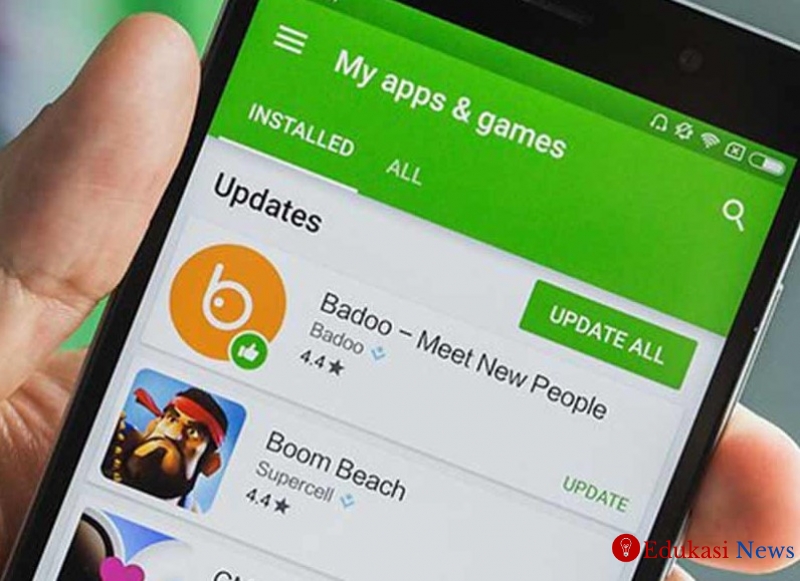 My apps & games
INSTALLED
ALL
Updates
UPDATE ALL
Badoo – Meet New People
Badoo
4.4★
Boom Beach
Supercell
4.4★
UPDATE
Edukasi News